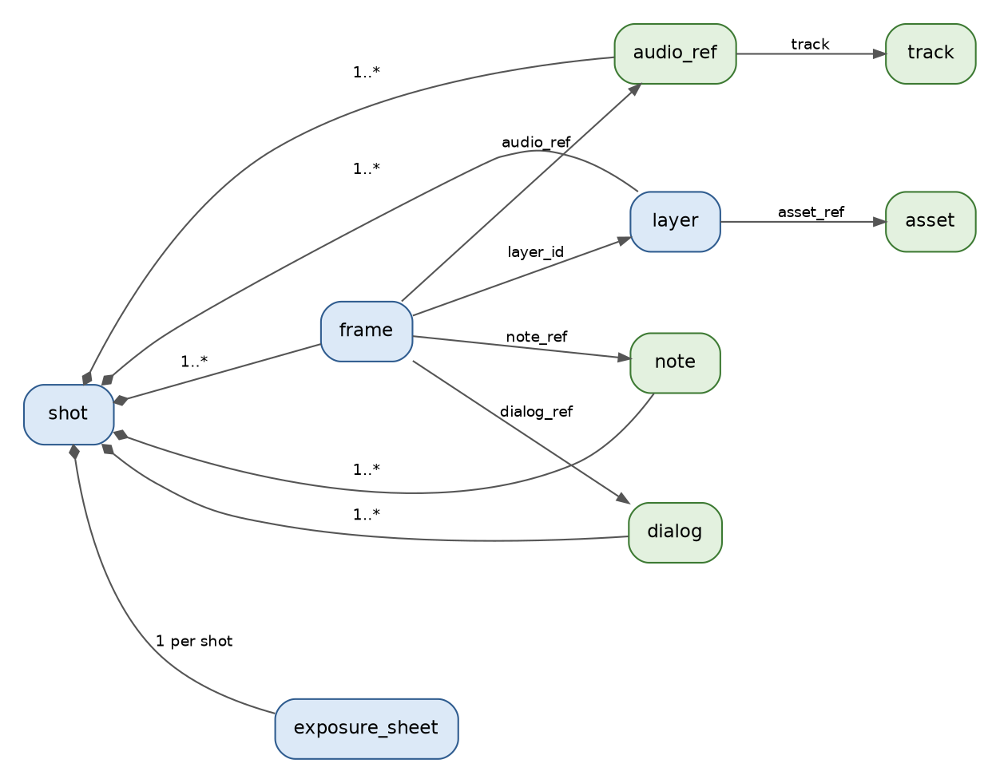 audio_ref
track
track
1..*
audio_ref
1..*
layer
asset_ref
asset
layer_id
frame
note_ref
1..*
note
shot
dialog_ref
1..*
1..*
dialog
1 per shot
exposure_sheet